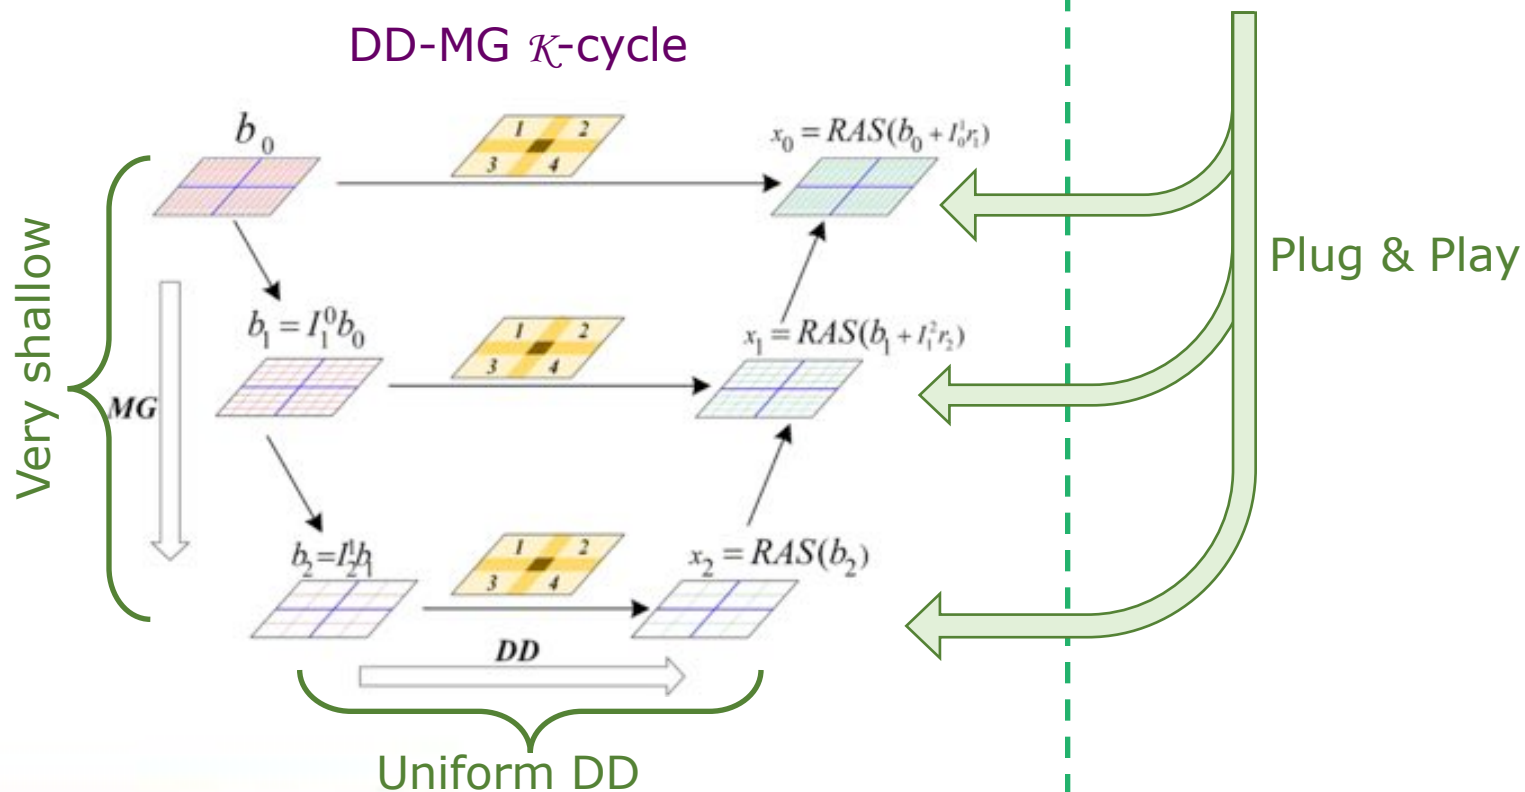 DD-MG 𝒦-cycle
b₀
1 2
3 4
x₀ = RAS(b₀ + I₀¹r₁)
Very shallow
MG
Plug & Play
b₁ = I₁⁰b₀
1 2
3 4
x₁ = RAS(b₁ + I₁²r₂)
b₂=I₂¹b₁
1 2
3 4
x₂ = RAS(b₂)
DD
Uniform DD